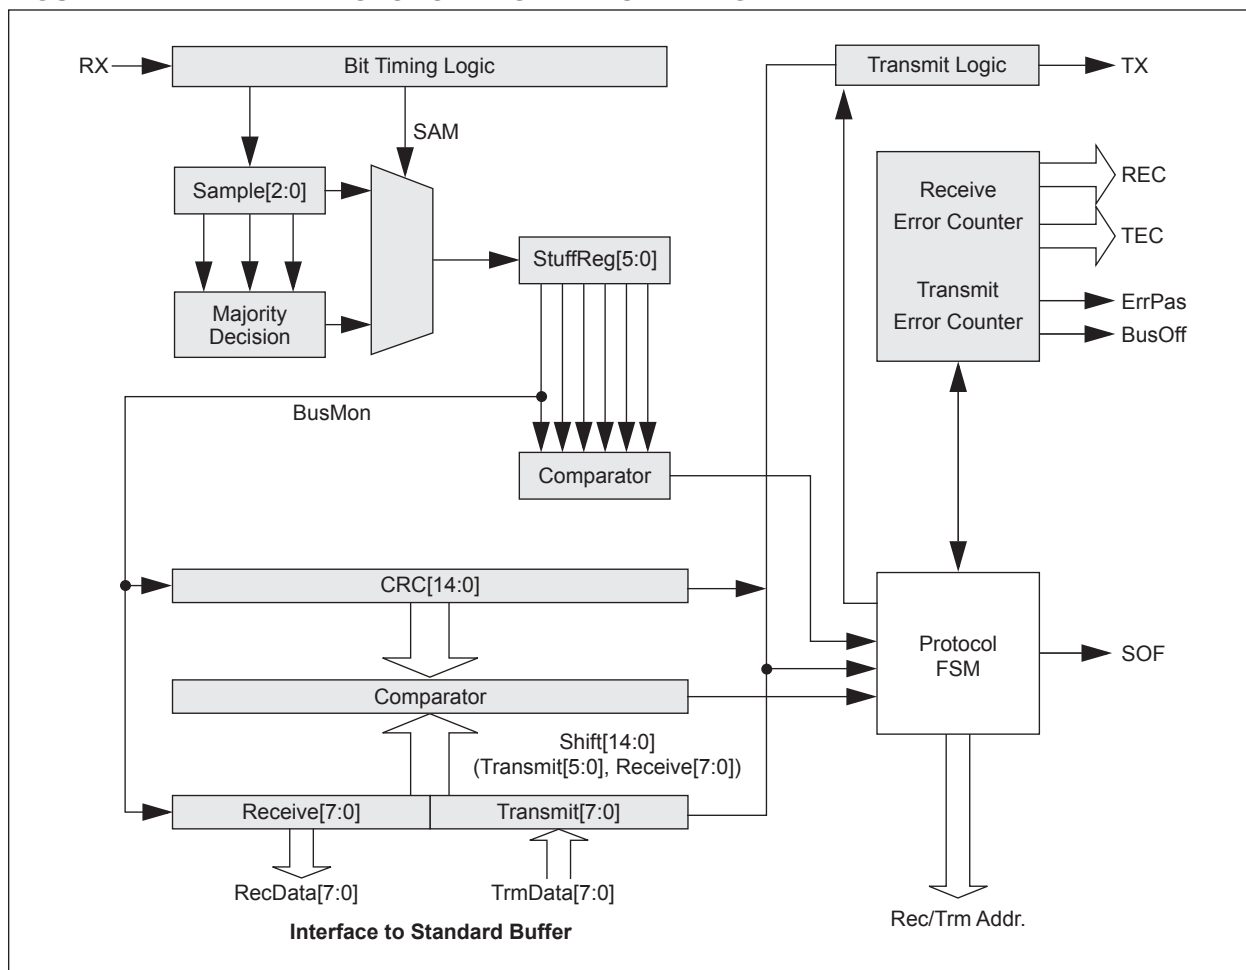 RX
Bit Timing Logic
Transmit Logic
TX
SAM
Sample[2:0]
Receive
Error Counter
REC
TEC
StuffReg[5:0]
Majority
Decision
Transmit
Error Counter
ErrPas
BusOff
BusMon
Comparator
CRC[14:0]
Protocol
FSM
SOF
Comparator
Shift[14:0]
(Transmit[5:0], Receive[7:0])
Receive[7:0]
Transmit[7:0]
RecData[7:0]
TrmData[7:0]
Rec/Trm Addr.
Interface to Standard Buffer